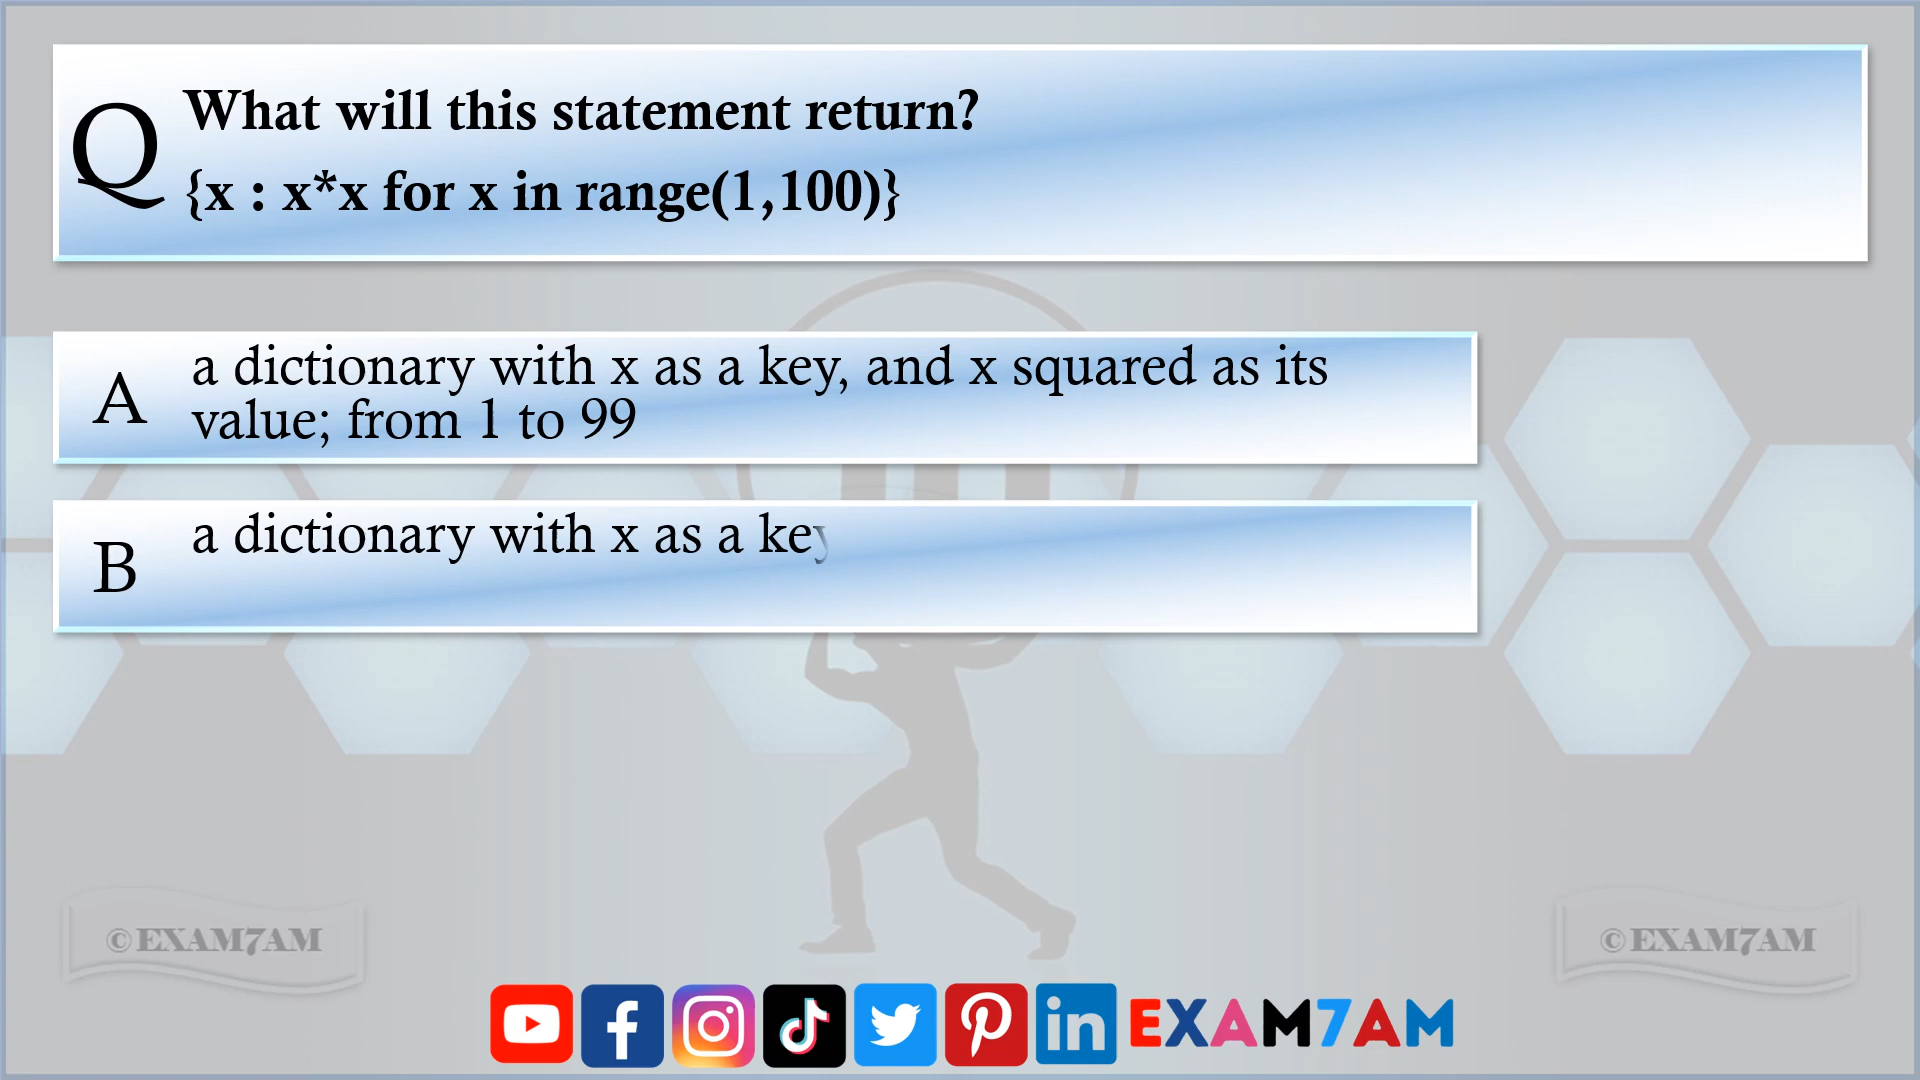 Q
What will this statement return?
{x : x*x for x in range(1,100)}
A
a dictionary with x as a key, and x squared as its
value; from 1 to 99
B
a dictionary with x as a key
© EXAM7AM
© EXAM7AM
EXAM7AM